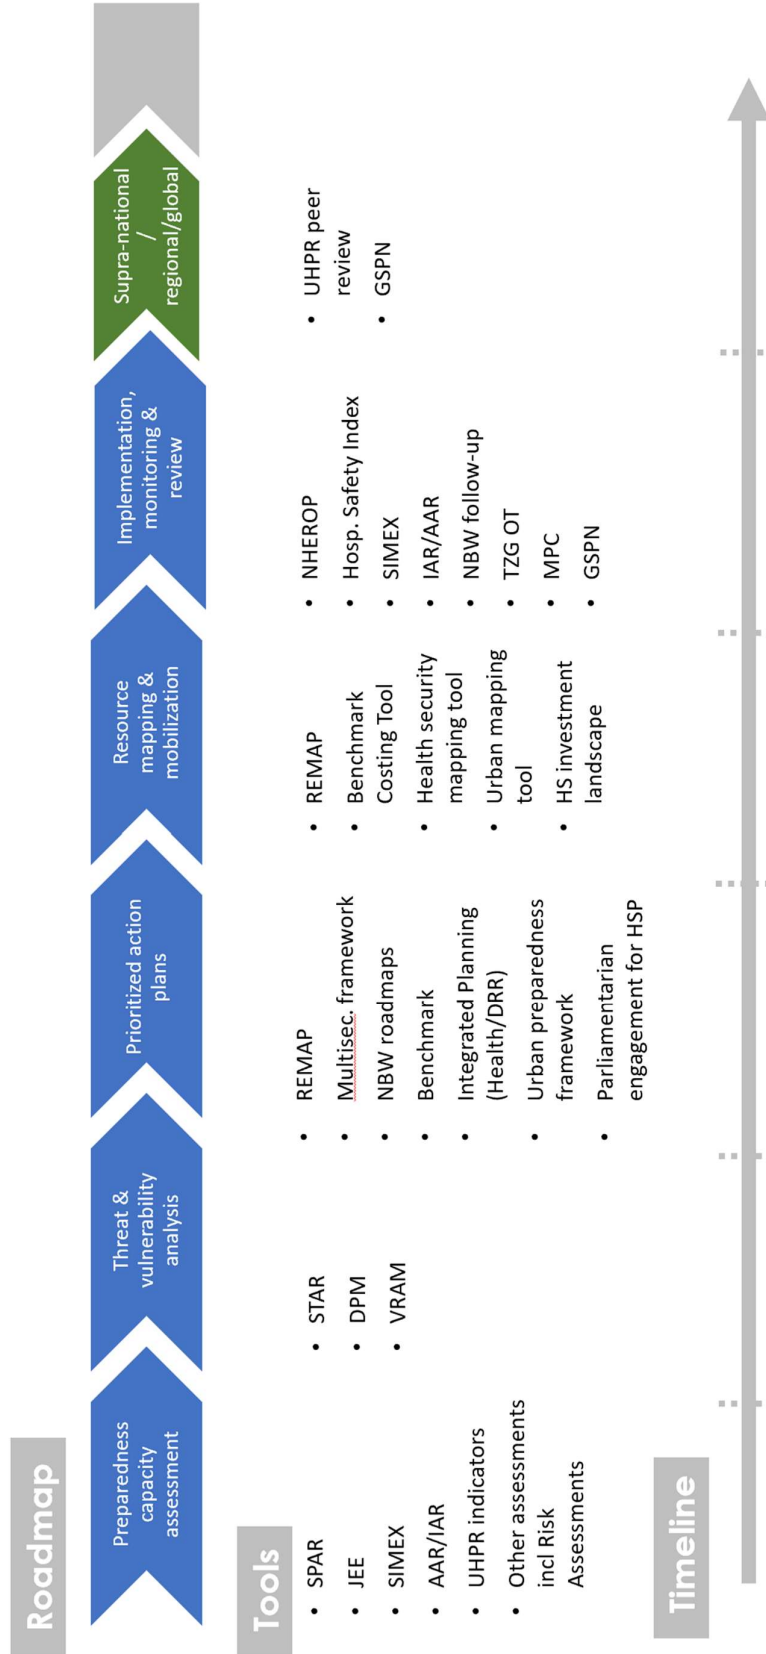 Roadmap
Preparedness
capacity
assessment
Threat &
vulnerability
analysis
Prioritized action
plans
Resource
mapping &
mobilization
Implementation,
monitoring &
review
Supra-national
/
regional/global
Tools
• SPAR
• JEE
• SIMEX
• AAR/IAR
• UHPR indicators
• Other assessments
incl Risk
Assessments
• STAR
• DPM
• VRAM
• REMAP
• Multisec. framework
• NBW roadmaps
• Benchmark
• Integrated Planning
(Health/DRR)
• Urban preparedness
framework
• Parliamentarian
engagement for HSP
• REMAP
• Benchmark
Costing Tool
• Health security
mapping tool
• Urban mapping
tool
• HS investment
landscape
• NHEROP
• Hosp. Safety Index
• SIMEX
• IAR/AAR
• NBW follow-up
• TZG OT
• MPC
• GSPN
• UHPR peer
review
• GSPN
Timeline